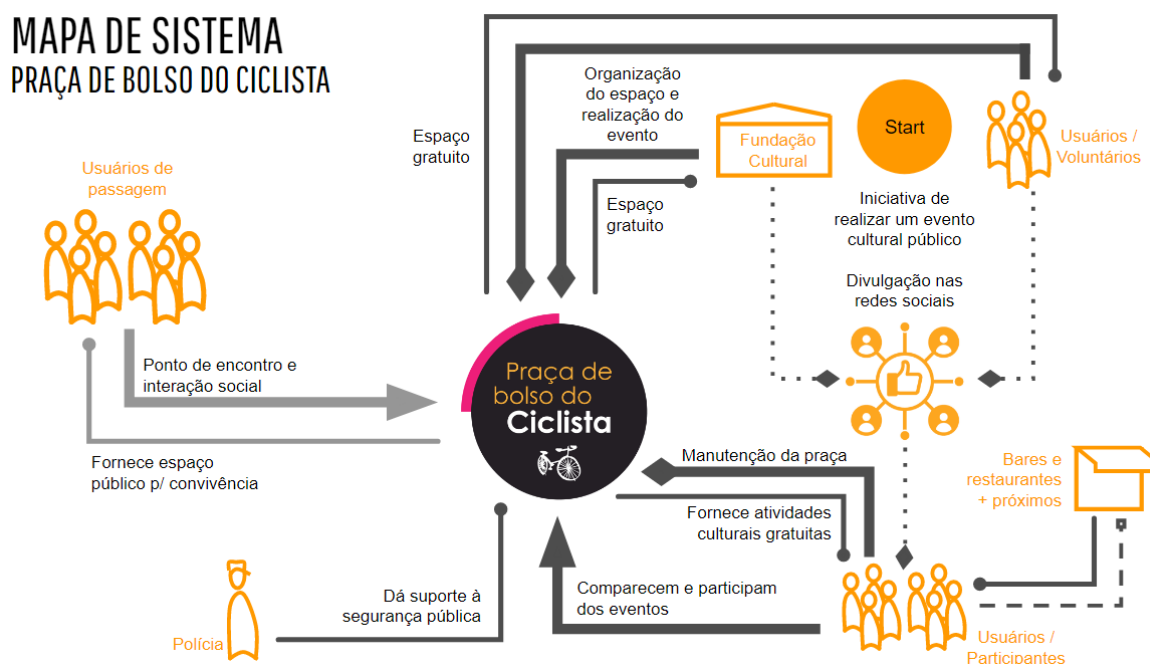 MAPA DE SISTEMA
PRAÇA DE BOLSO DO CICLISTA
Organização
do espaço e
realização do
evento
Espaço
gratuito
Fundação
Cultural
Start
Usuários /
Voluntários
Usuários de
passagem
Espaço
gratuito
Iniciativa de
realizar um evento
cultural público
Divulgação nas
redes sociais
Ponto de encontro e
interação social
Praça de
bolso do
Ciclista
Fornece espaço
público p/ convivência
Manutenção da praça
Bares e
restaurantes
+ próximos
Fornece atividades
culturais gratuitas
Dá suporte à
segurança pública
Comparecem e participam
dos eventos
Polícia
Usuários /
Participantes